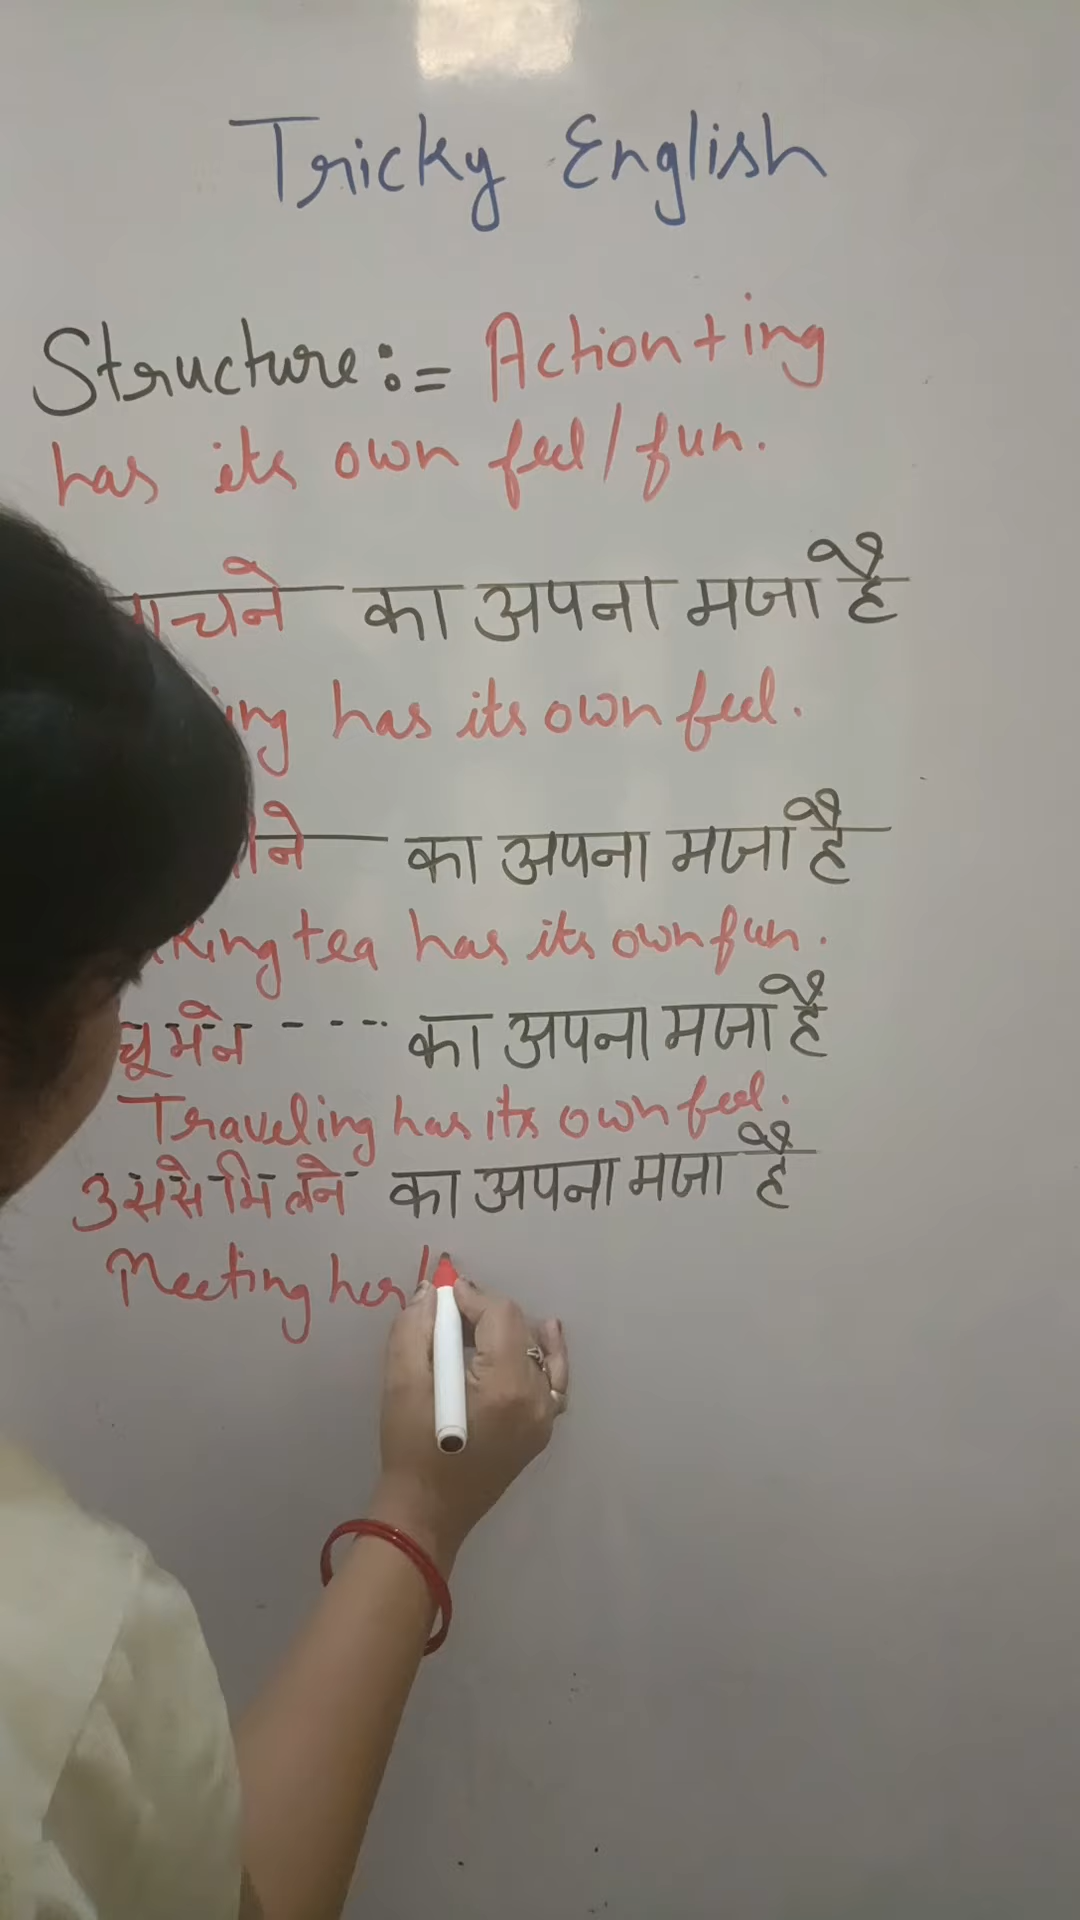 Tricky English
Structure:= Action + ing
has its own feel / fun.
का अपना मजा है
has its own feel.
का अपना मजा है
tea has its own fun.
घूमने ---- का अपना मजा है
Traveling has its own feel.
उससे मिलने का अपना मजा है
Meeting her